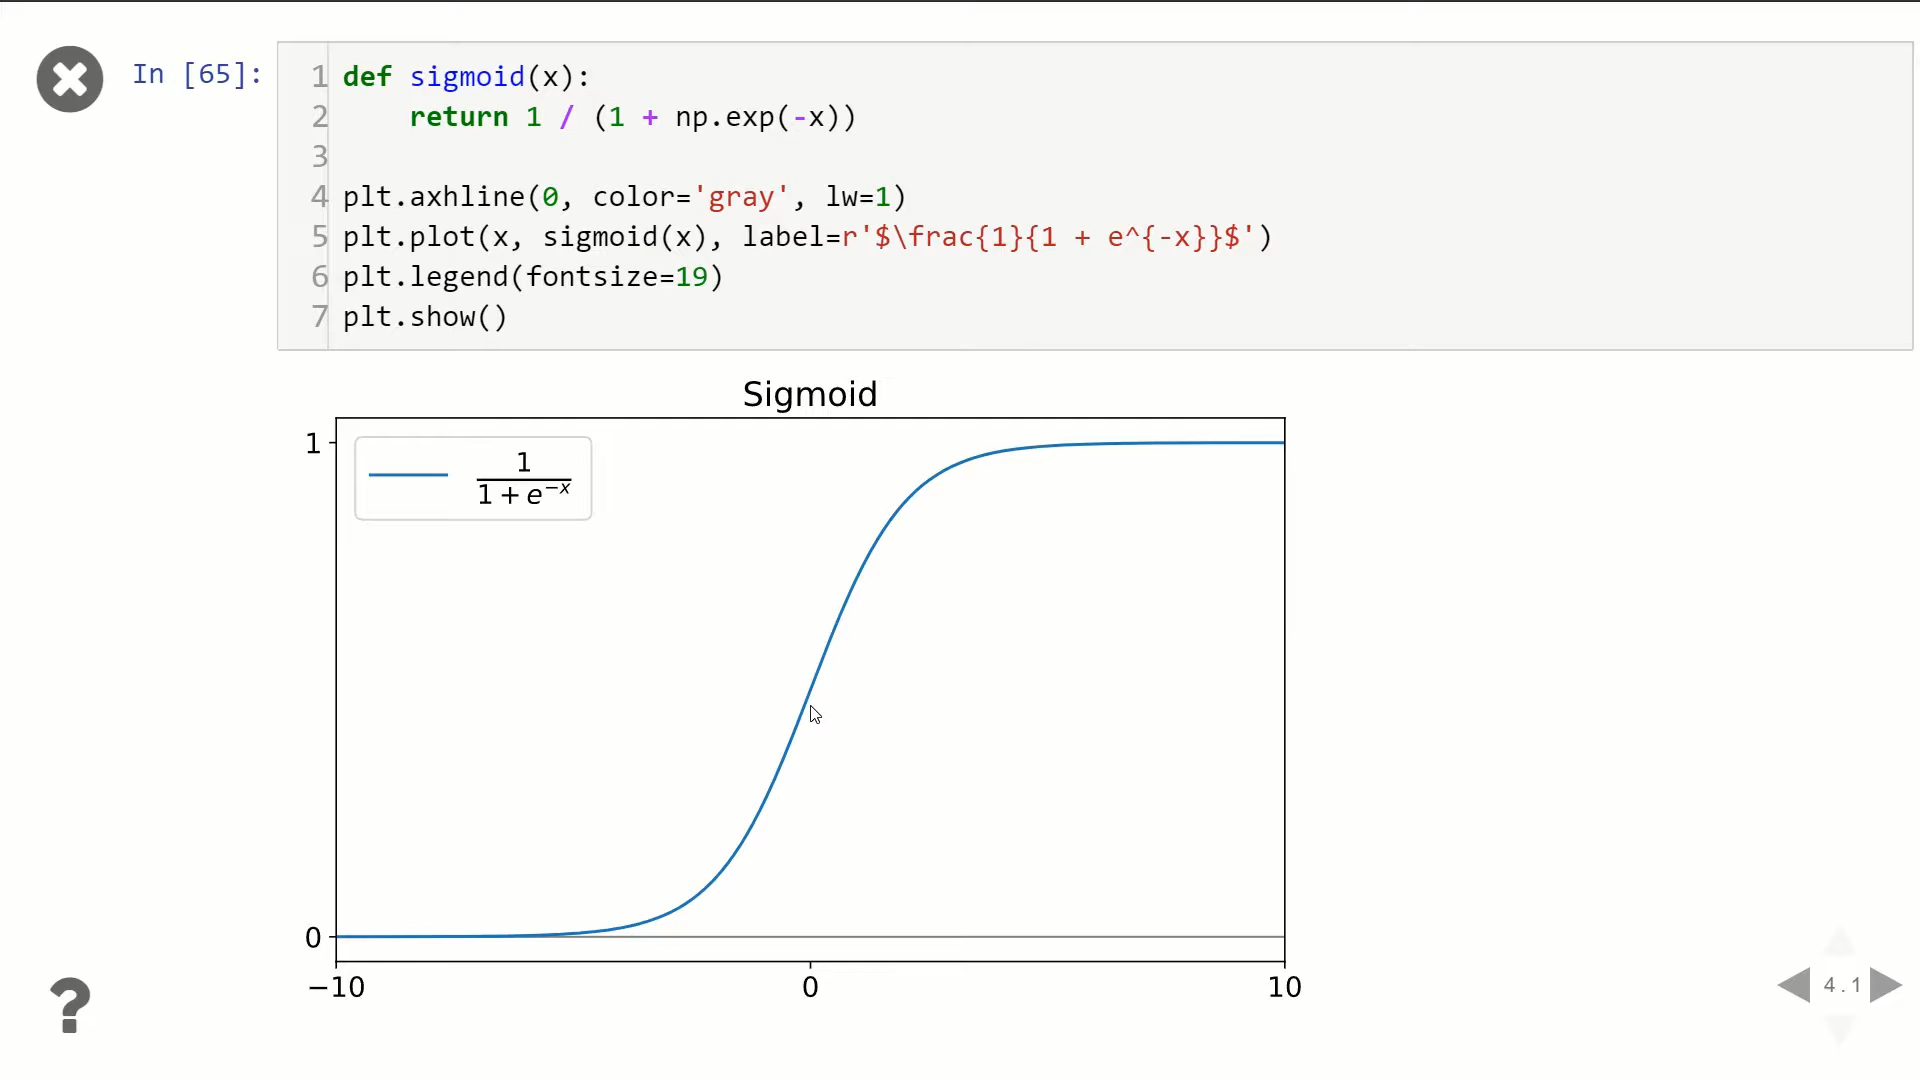 In [65]:
1 def sigmoid(x):
2     return 1 / (1 + np.exp(-x))
3
4 plt.axhline(0, color='gray', lw=1)
5 plt.plot(x, sigmoid(x), label=r'$\frac{1}{1 + e^{-x}}$')
6 plt.legend(fontsize=19)
7 plt.show()
Sigmoid
1
1
1 + e^−x
0
−10 0 10
?
4.1